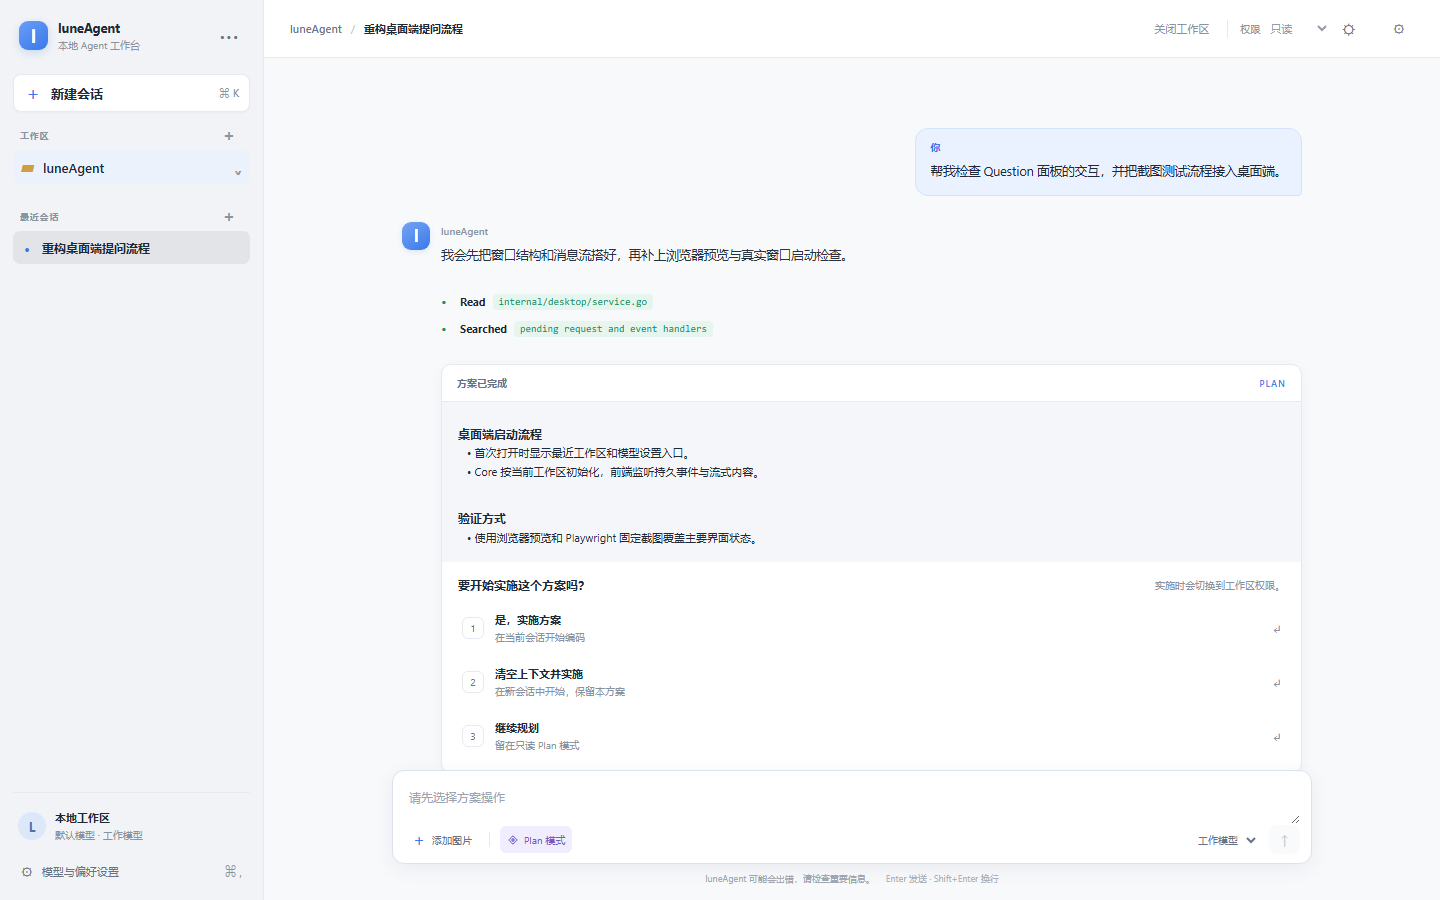 luneAgent
本地 Agent 工作台
新建会话
⌘ K
工作区
luneAgent
最近会话
重构桌面端提问流程
L
本地工作区
默认模型 · 工作模型
模型与偏好设置
⌘ ,
luneAgent / 重构桌面端提问流程
关闭工作区
权限 只读
你
帮我检查 Question 面板的交互，并把截图测试流程接入桌面端。
l
luneAgent
我会先把窗口结构和消息流搭好，再补上浏览器预览与真实窗口启动检查。
• Read internal/desktop/service.go
• Searched pending request and event handlers
方案已完成
PLAN
桌面端启动流程
• 首次打开时显示最近工作区和模型设置入口。
• Core 按当前工作区初始化，前端监听持久事件与流式内容。
验证方式
• 使用浏览器预览和 Playwright 固定截图覆盖主要界面状态。
要开始实施这个方案吗？
实施时会切换到工作区权限。
1 是，实施方案
在当前会话开始编码
2 清空上下文并实施
在新会话中开始，保留本方案
3 继续规划
留在只读 Plan 模式
请先选择方案操作
+ 添加图片
Plan 模式
工作模型
luneAgent 可能会出错，请检查重要信息。 Enter 发送 · Shift+Enter 换行